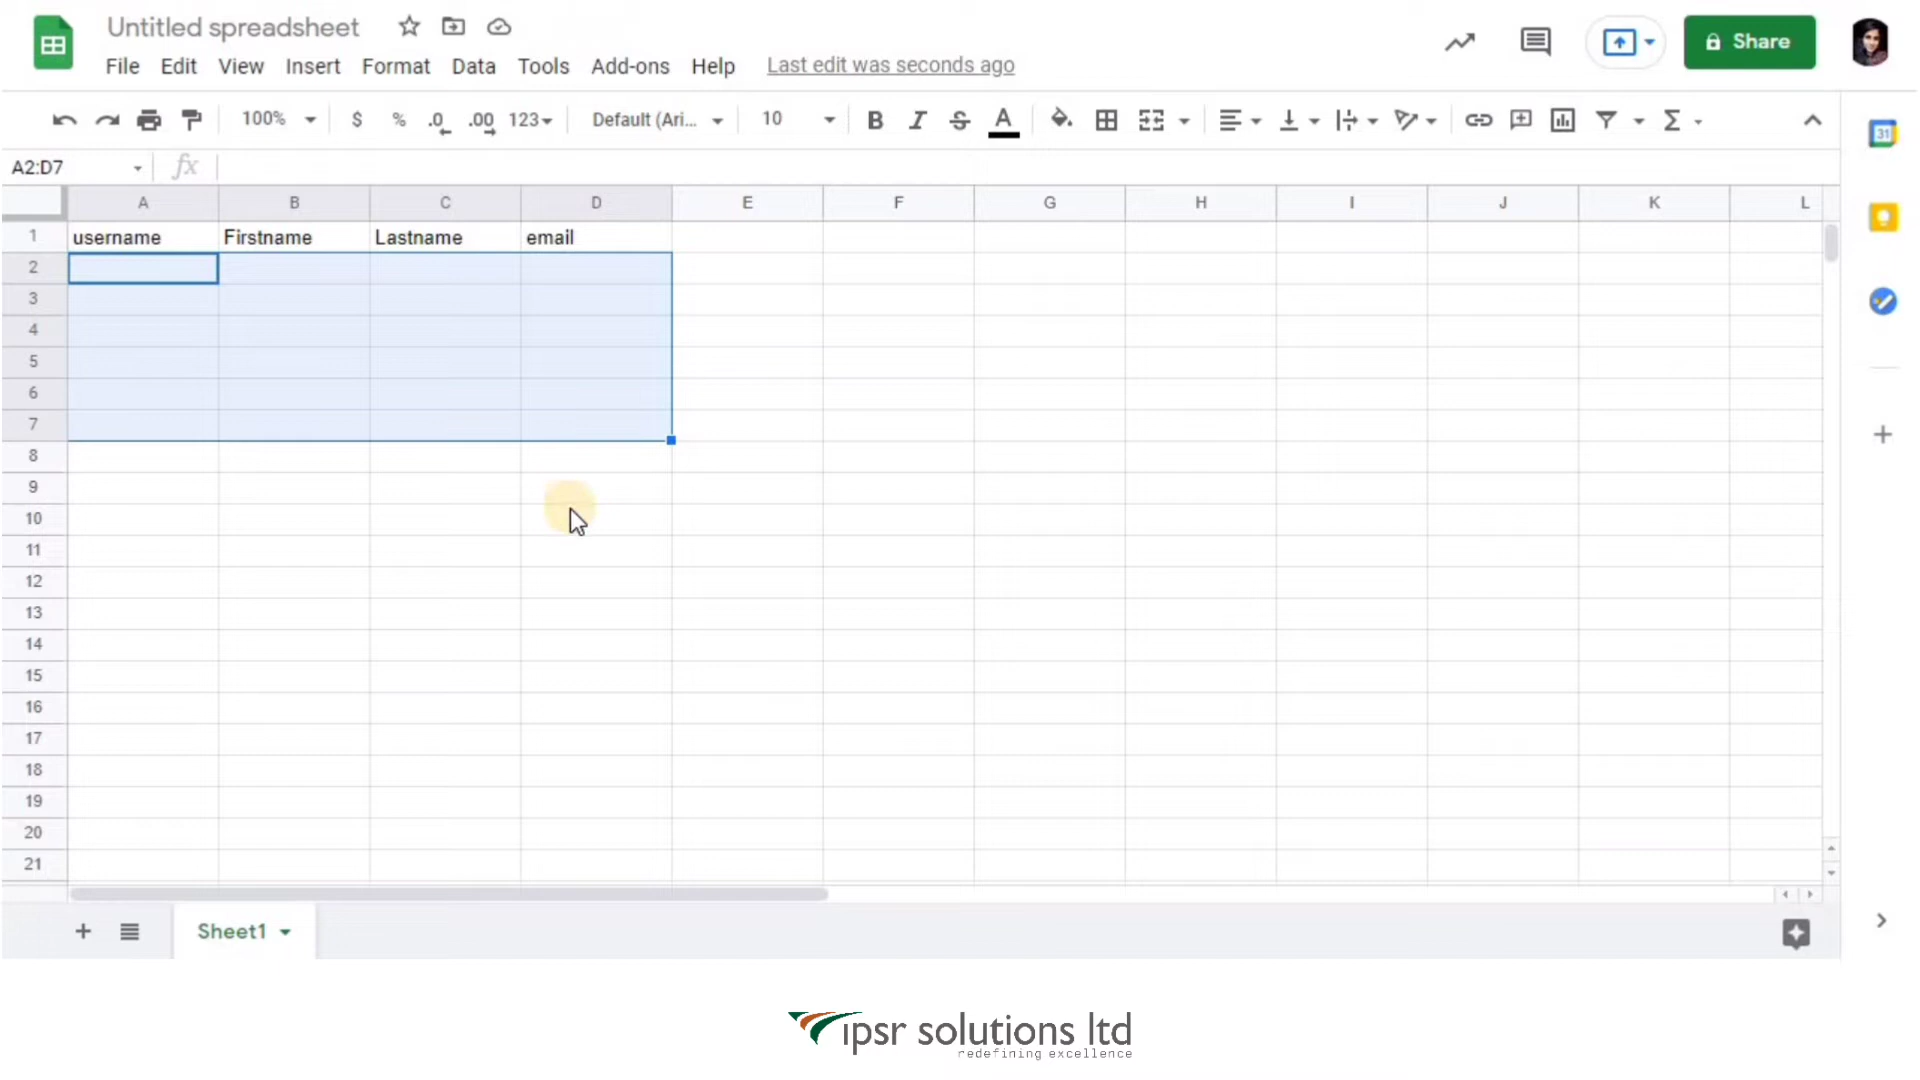 Untitled spreadsheet
File Edit View Insert Format Data Tools Add-ons Help Last edit was seconds ago
Share
100% $ % .0 .00 123 Default (Ari... 10 B I S A Σ
31
A2:D7 fx
A B C D E F G H I J K L
1 username Firstname Lastname email
2
3
4
5
6
7
8
9
10
11
12
13
14
15
16
17
18
19
20
21
Sheet1
ipsr solutions ltd
redefining excellence